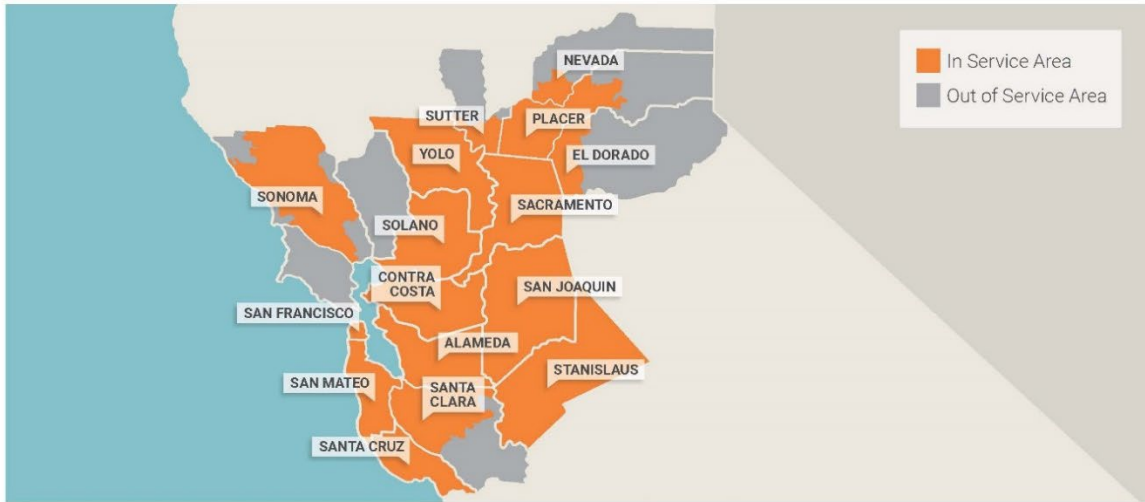 In Service Area
Out of Service Area
NEVADA
SUTTER
PLACER
YOLO
EL DORADO
SONOMA
SACRAMENTO
SOLANO
CONTRA
COSTA
SAN JOAQUIN
SAN FRANCISCO
ALAMEDA
STANISLAUS
SAN MATEO
SANTA
CLARA
SANTA CRUZ